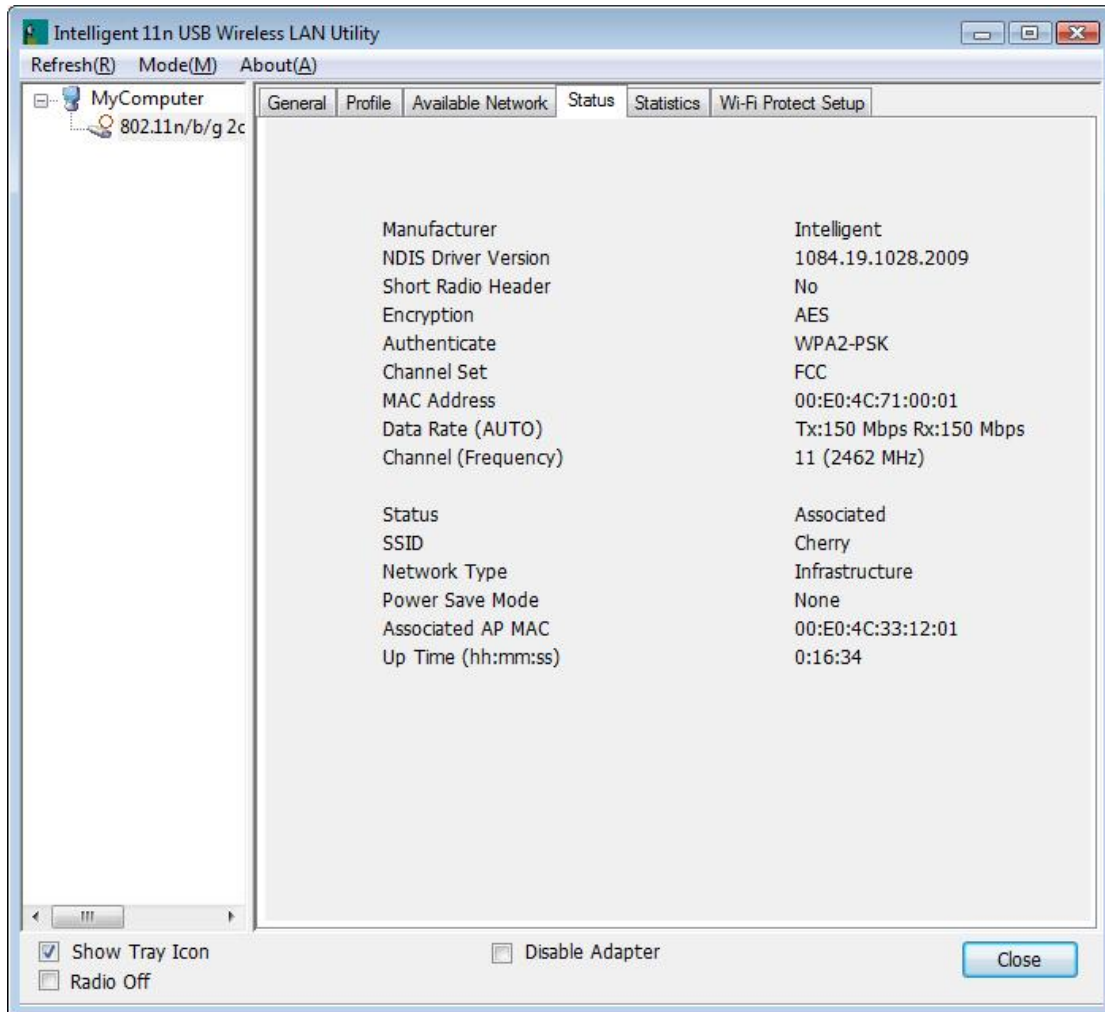 Intelligent 11n USB Wireless LAN Utility
Refresh(R) Mode(M) About(A)
MyComputer
802.11n/b/g 2c
General Profile Available Network Status Statistics Wi-Fi Protect Setup
Manufacturer Intelligent
NDIS Driver Version 1084.19.1028.2009
Short Radio Header No
Encryption AES
Authenticate WPA2-PSK
Channel Set FCC
MAC Address 00:E0:4C:71:00:01
Data Rate (AUTO) Tx:150 Mbps Rx:150 Mbps
Channel (Frequency) 11 (2462 MHz)
Status Associated
SSID Cherry
Network Type Infrastructure
Power Save Mode None
Associated AP MAC 00:E0:4C:33:12:01
Up Time (hh:mm:ss) 0:16:34
Show Tray Icon Disable Adapter Close
Radio Off